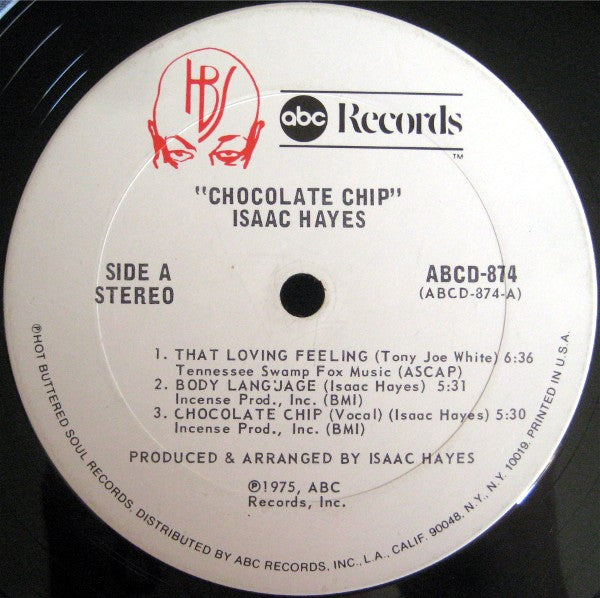 HBS
abc Records
™
"CHOCOLATE CHIP"
ISAAC HAYES
SIDE A
STEREO
ABCD-874
(ABCD-874-A)
1. THAT LOVING FEELING (Tony Joe White) 6:36
Tennessee Swamp Fox Music (ASCAP)
2. BODY LANGUAGE (Isaac Hayes) 5:31
Incense Prod., Inc. (BMI)
3. CHOCOLATE CHIP (Vocal) (Isaac Hayes) 5:30
Incense Prod., Inc. (BMI)
PRODUCED & ARRANGED BY ISAAC HAYES
℗1975, ABC
Records, Inc.
℗HOT BUTTERED SOUL RECORDS, DISTRIBUTED BY ABC RECORDS, INC., L.A., CALIF. 90048, N.Y., N.Y. 10019. PRINTED IN U.S.A.